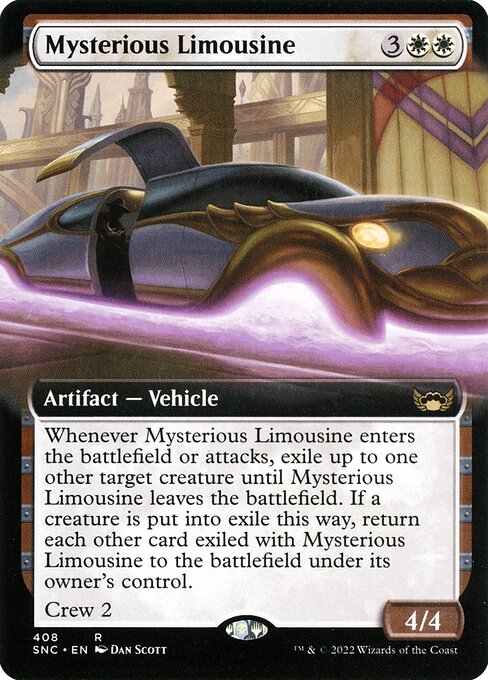 Mysterious Limousine 3
Artifact — Vehicle
Whenever Mysterious Limousine enters
the battlefield or attacks, exile up to one
other target creature until Mysterious
Limousine leaves the battlefield. If a
creature is put into exile this way, return
each other card exiled with Mysterious
Limousine to the battlefield under its
owner's control.
Crew 2
4/4
408 R
SNC • EN Dan Scott
™ & © 2022 Wizards of the Coast